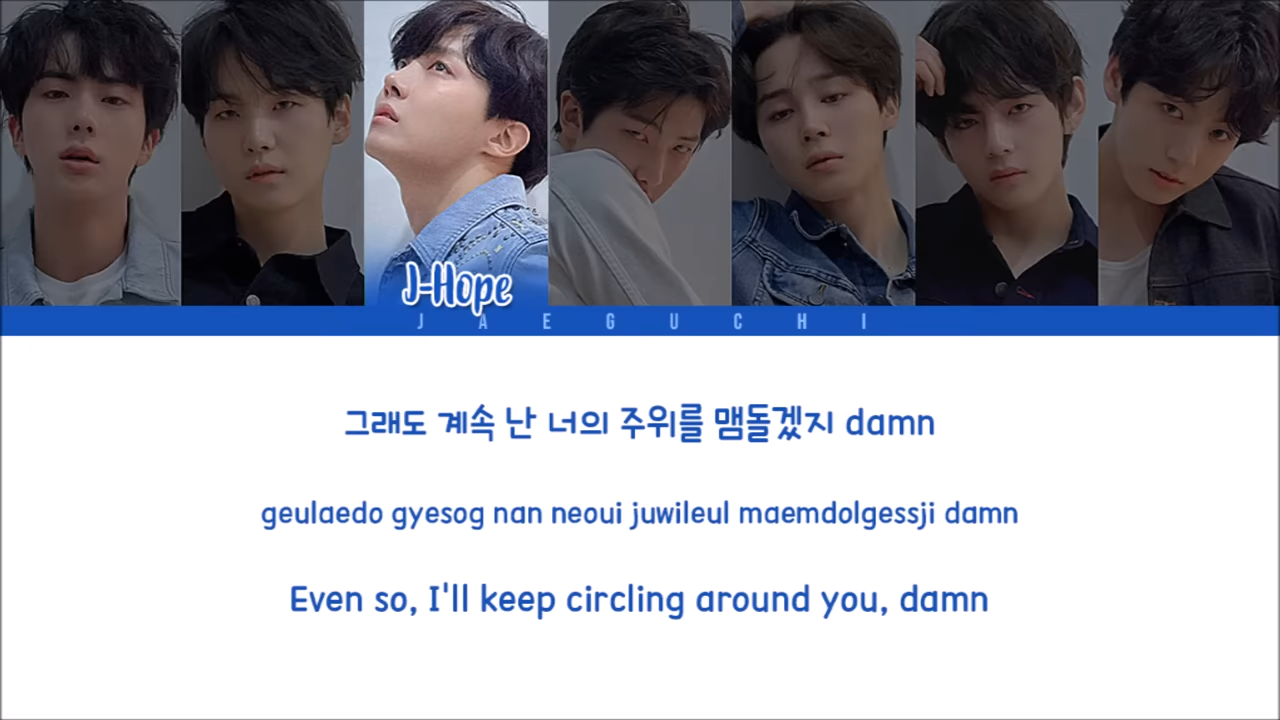 J-Hope
JAEGUCHI
그래도 계속 난 너의 주위를 맴돌겠지 damn
geulaedo gyesog nan neoui juwileul maemdolgessji damn
Even so, I'll keep circling around you, damn